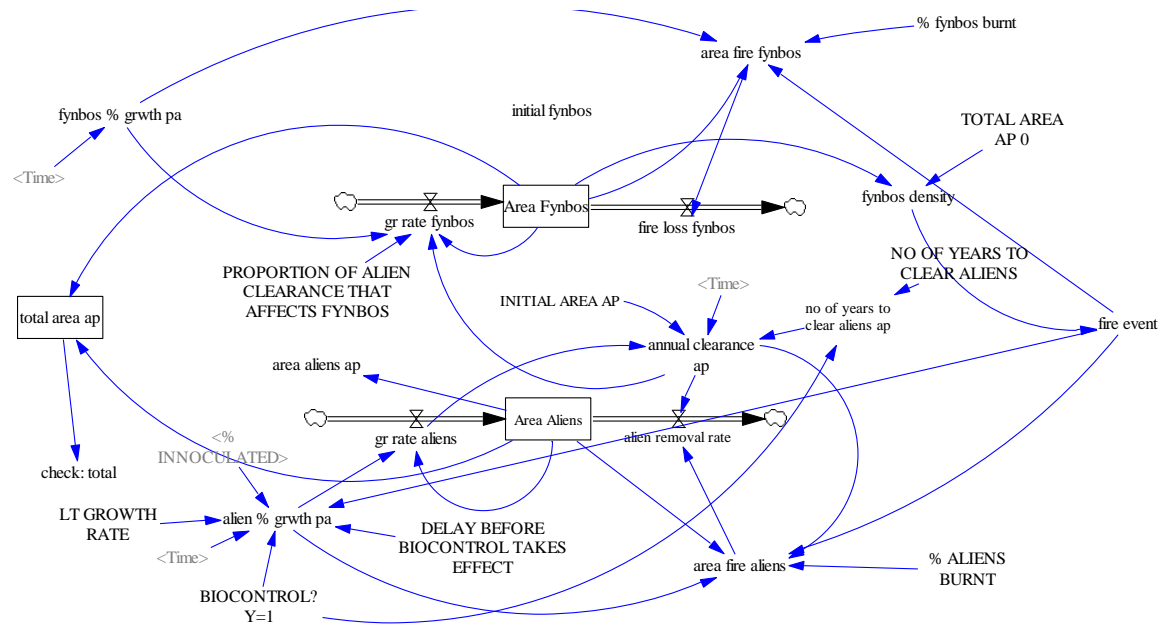 % fynbos burnt
area fire fynbos
initial fynbos
fynbos % grwth pa
TOTAL AREA
AP 0
<Time>
fynbos density
Area Fynbos
gr rate fynbos
fire loss fynbos
PROPORTION OF ALIEN
CLEARANCE THAT
AFFECTS FYNBOS
NO OF YEARS TO
CLEAR ALIENS
<Time>
INITIAL AREA AP
total area ap
no of years to
clear aliens ap
fire event
annual clearance
ap
area aliens ap
Area Aliens
gr rate aliens
alien removal rate
<%
INNOCULATED>
check: total
LT GROWTH
RATE
alien % grwth pa
DELAY BEFORE
BIOCONTROL TAKES
EFFECT
<Time>
area fire aliens
% ALIENS
BURNT
BIOCONTROL?
Y=1